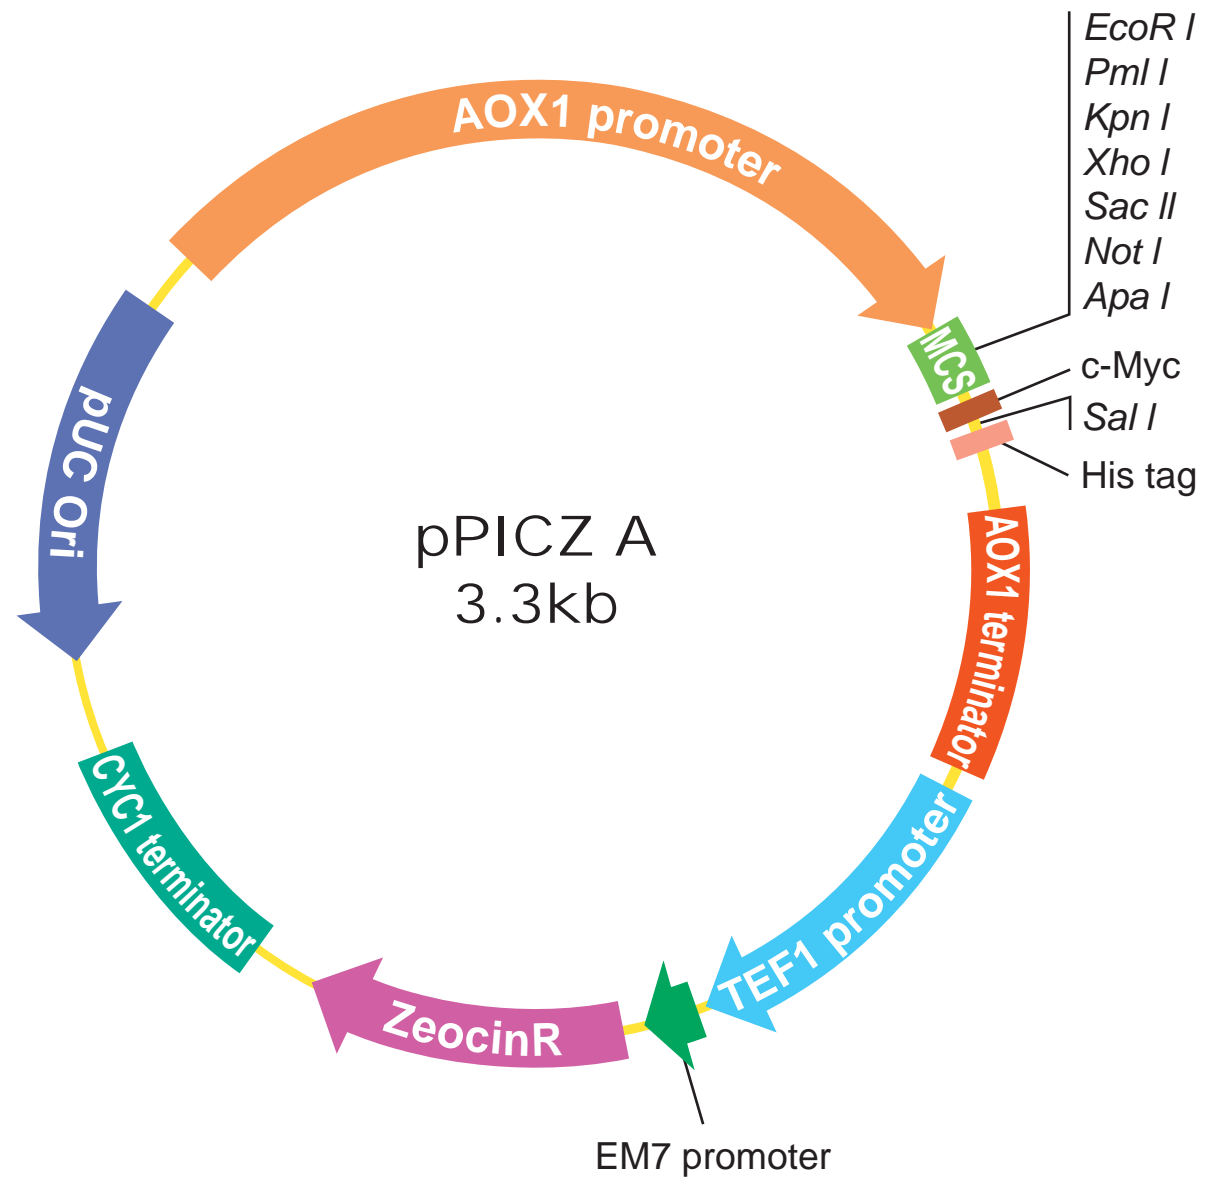 AOX1 promoter
EcoR I
Pml I
Kpn I
Xho I
Sac II
Not I
Apa I
MCS
c-Myc
Sal I
His tag
AOX1 terminator
TEF1 promoter
EM7 promoter
ZeocinR
CYC1 terminator
pUC Ori
pPICZ A
3.3kb